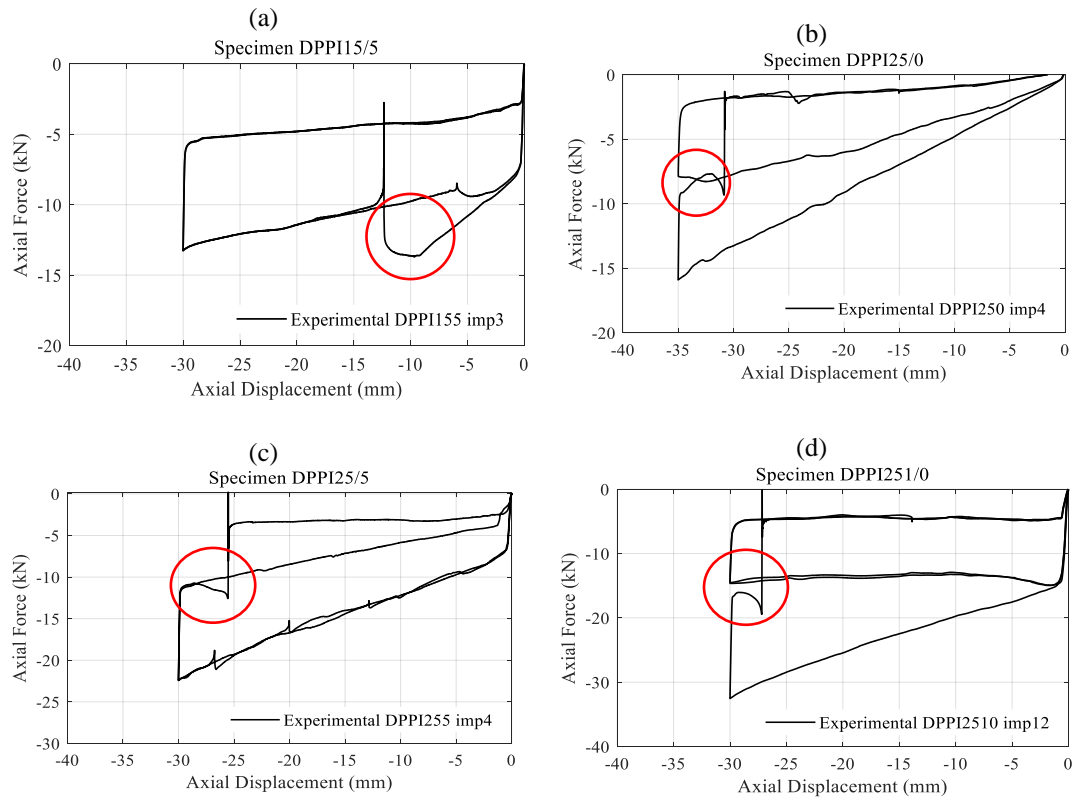 (a)
Specimen DPPI15/5
0
-5
-10
-15
-20
-40 -35 -30 -25 -20 -15 -10 -5 0
Axial Force (kN)
Axial Displacement (mm)
Experimental DPPI155 imp3
(b)
Specimen DPPI25/0
0
-5
-10
-15
-20
-40 -35 -30 -25 -20 -15 -10 -5 0
Axial Force (kN)
Axial Displacement (mm)
Experimental DPPI250 imp4
(c)
Specimen DPPI25/5
0
-5
-10
-15
-20
-25
-30
-40 -35 -30 -25 -20 -15 -10 -5 0
Axial Force (kN)
Axial Displacement (mm)
Experimental DPPI255 imp4
(d)
Specimen DPPI251/0
0
-10
-20
-30
-40
-40 -35 -30 -25 -20 -15 -10 -5 0
Axial Force (kN)
Axial Displacement (mm)
Experimental DPPI2510 imp12